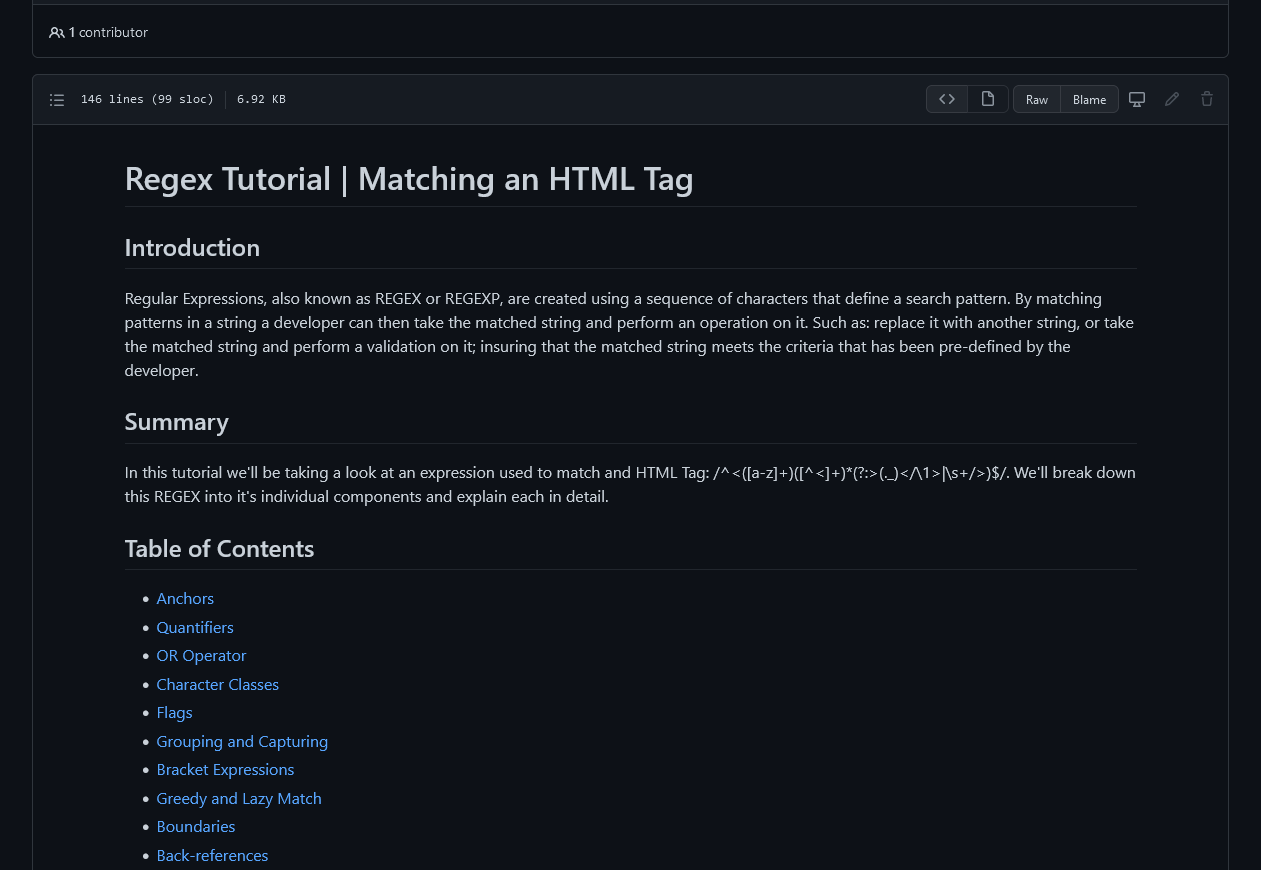 1 contributor
146 lines (99 sloc) 6.92 KB
Raw Blame
Regex Tutorial | Matching an HTML Tag
Introduction
Regular Expressions, also known as REGEX or REGEXP, are created using a sequence of characters that define a search pattern. By matching
patterns in a string a developer can then take the matched string and perform an operation on it. Such as: replace it with another string, or take
the matched string and perform a validation on it; insuring that the matched string meets the criteria that has been pre-defined by the
developer.
Summary
In this tutorial we'll be taking a look at an expression used to match and HTML Tag: /^<([a-z]+)([^<]+)*(?:>(._)</\1>|\s+/>)$/. We'll break down
this REGEX into it's individual components and explain each in detail.
Table of Contents
Anchors
Quantifiers
OR Operator
Character Classes
Flags
Grouping and Capturing
Bracket Expressions
Greedy and Lazy Match
Boundaries
Back-references